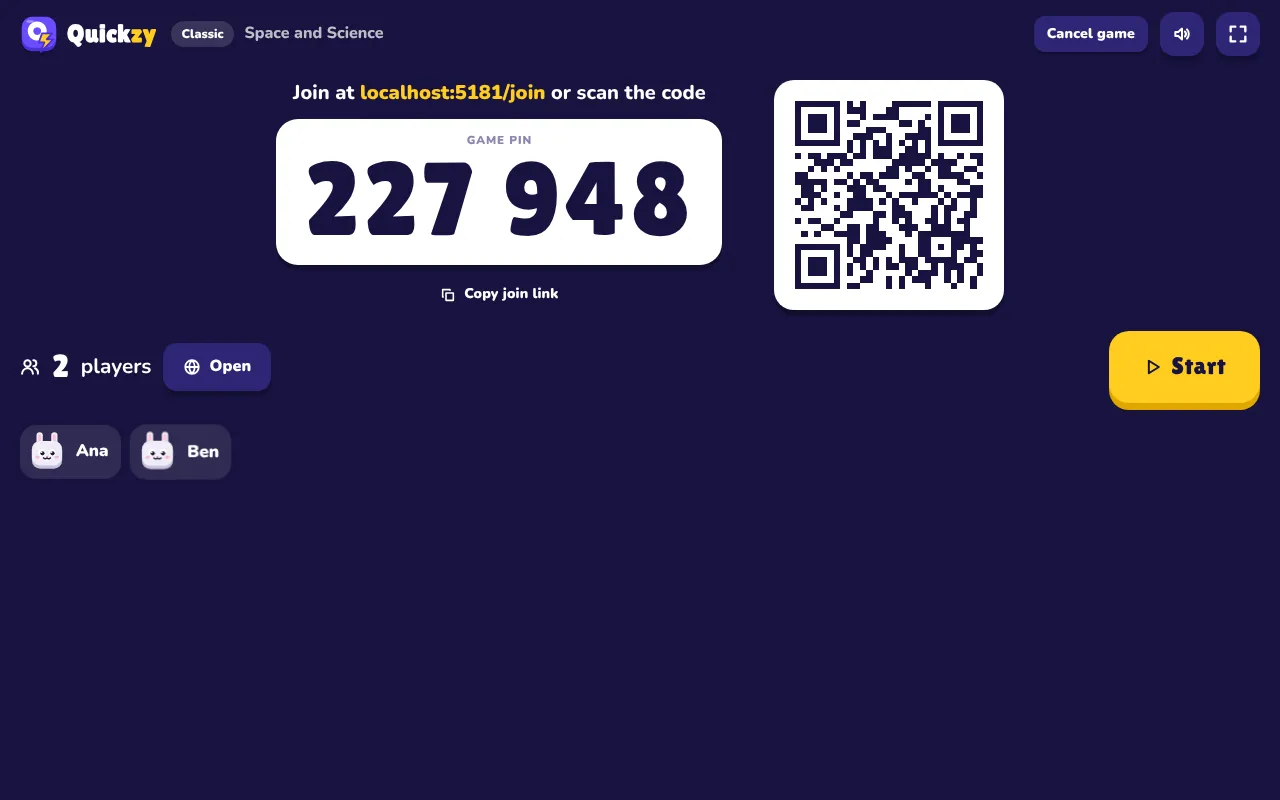 Quickzy Classic Space and Science Cancel game
Join at localhost:5181/join or scan the code
GAME PIN
227 948
Copy join link
2 players Open Start
Ana Ben